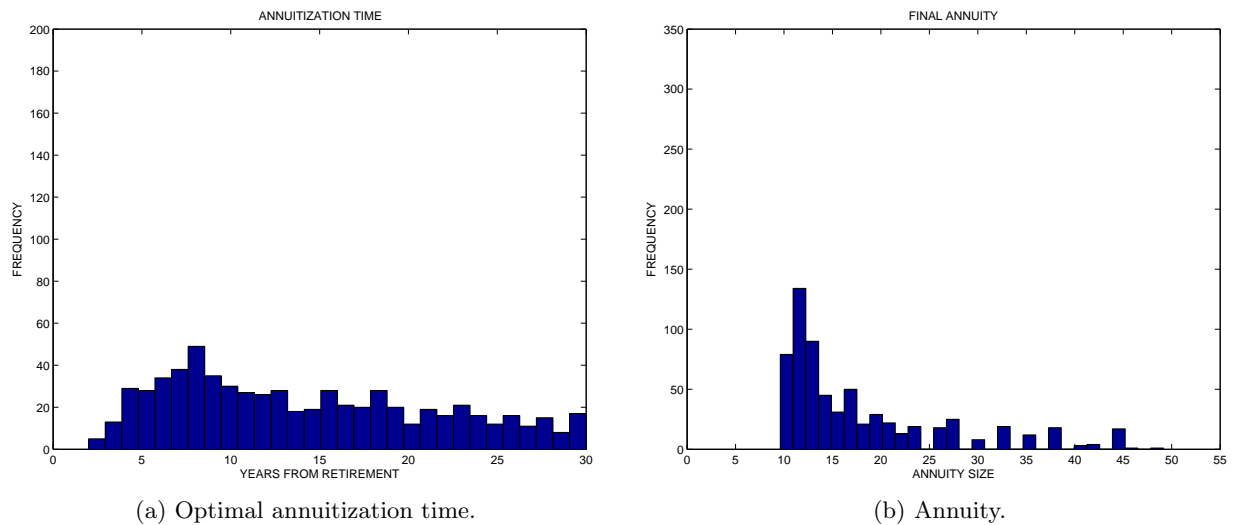 ANNUITIZATION TIME
200
180
160
140
120
100
80
60
40
20
0
FREQUENCY
0 5 10 15 20 25 30
YEARS FROM RETIREMENT
(a) Optimal annuitization time.
FINAL ANNUITY
350
300
250
200
150
100
50
0
FREQUENCY
0 5 10 15 20 25 30 35 40 45 50 55
ANNUITY SIZE
(b) Annuity.